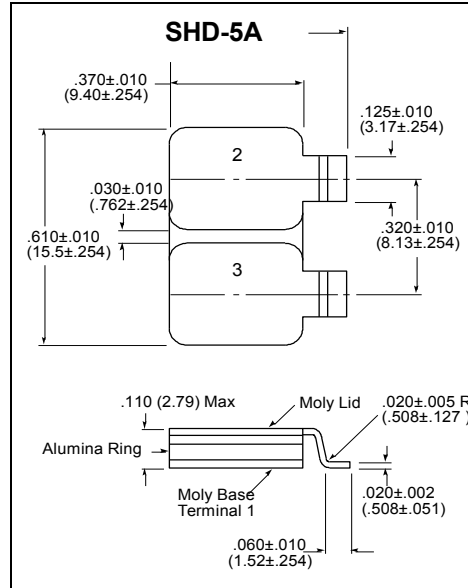 SHD-5A
.370±.010
(9.40±.254)
.125±.010
(3.17±.254)
2
.030±.010
(.762±.254)
.320±.010
(8.13±.254)
.610±.010
(15.5±.254)
3
.110 (2.79) Max
Moly Lid
.020±.005 R
(.508±.127 )
Alumina Ring
Moly Base
Terminal 1
.020±.002
(.508±.051)
.060±.010
(1.52±.254)